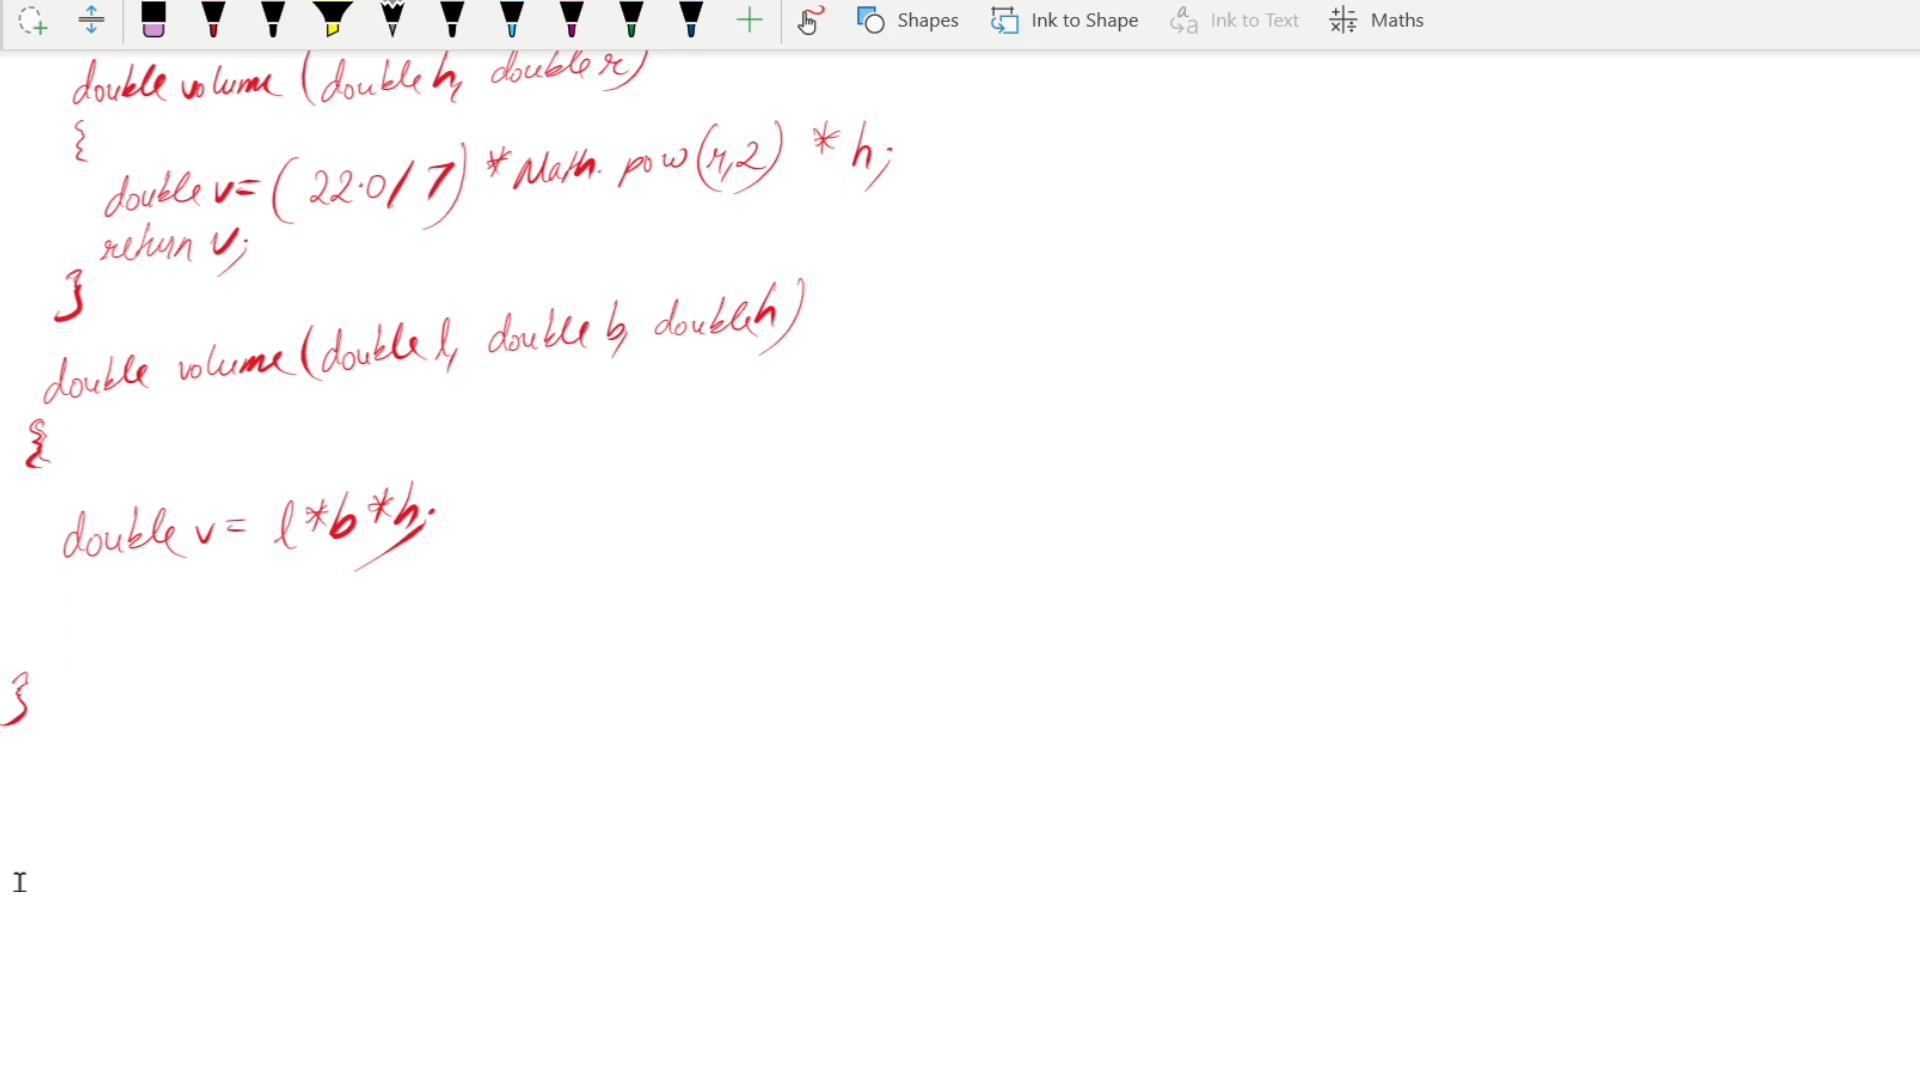 Shapes Ink to Shape Ink to Text Maths
double volume (double h, double r)
{
double v= (22.0/7) *Math. pow(r,2) * h;
return v;
}
double volume (double l, double b, double h)
{
double v= l*b*h;
}